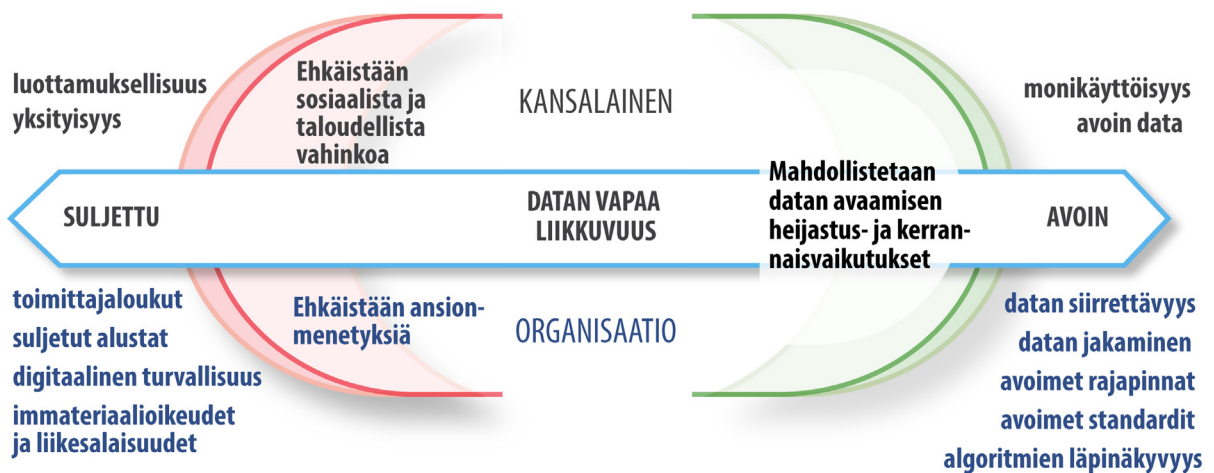 luottamuksellisuus
yksityisyys
Ehkäistään
sosiaalista ja
taloudellista
vahinkoa
KANSALAINEN
monikäyttöisyys
avoin data
SULJETTU
DATAN VAPAA
LIIKKUVUUS
Mahdollistetaan
datan avaamisen
heijastus- ja kerran-
naisvaikutukset
AVOIN
toimittajaloukut
suljetut alustat
digitaalinen turvallisuus
immateriaalioikeudet
ja liikesalaisuudet
Ehkäistään ansion-
menetyksiä
ORGANISAATIO
datan siirrettävyys
datan jakaminen
avoimet rajapinnat
avoimet standardit
algoritmien läpinäkyvyys